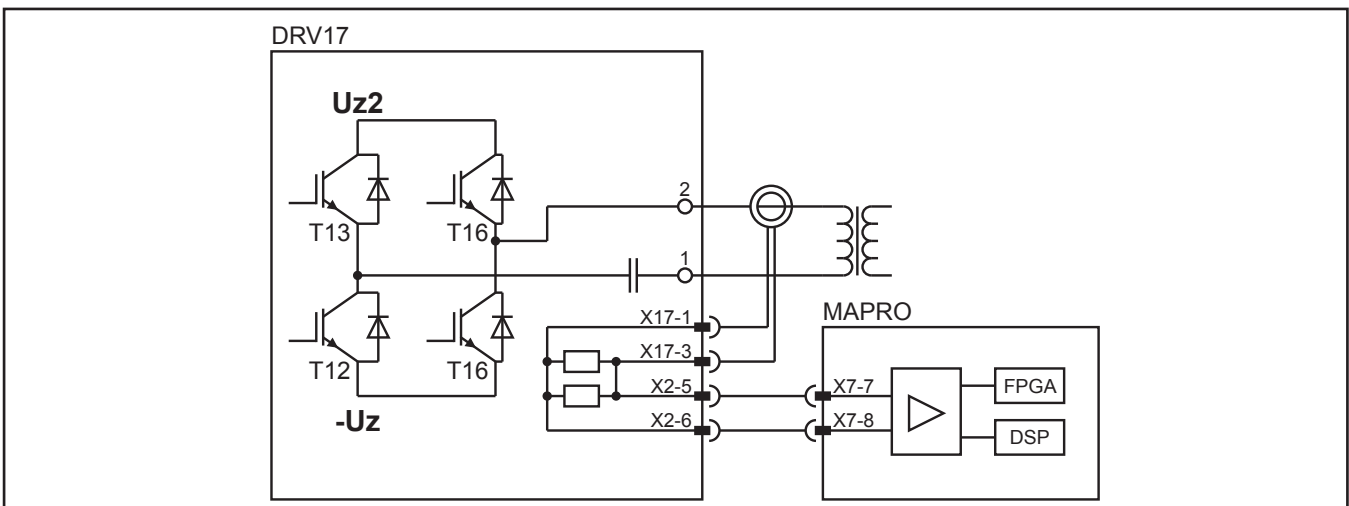 DRV17
Uz2
T13
T16
2
1
T12
T16
-Uz
X17-1
X17-3
X2-5
X2-6
MAPRO
X7-7
X7-8
FPGA
DSP